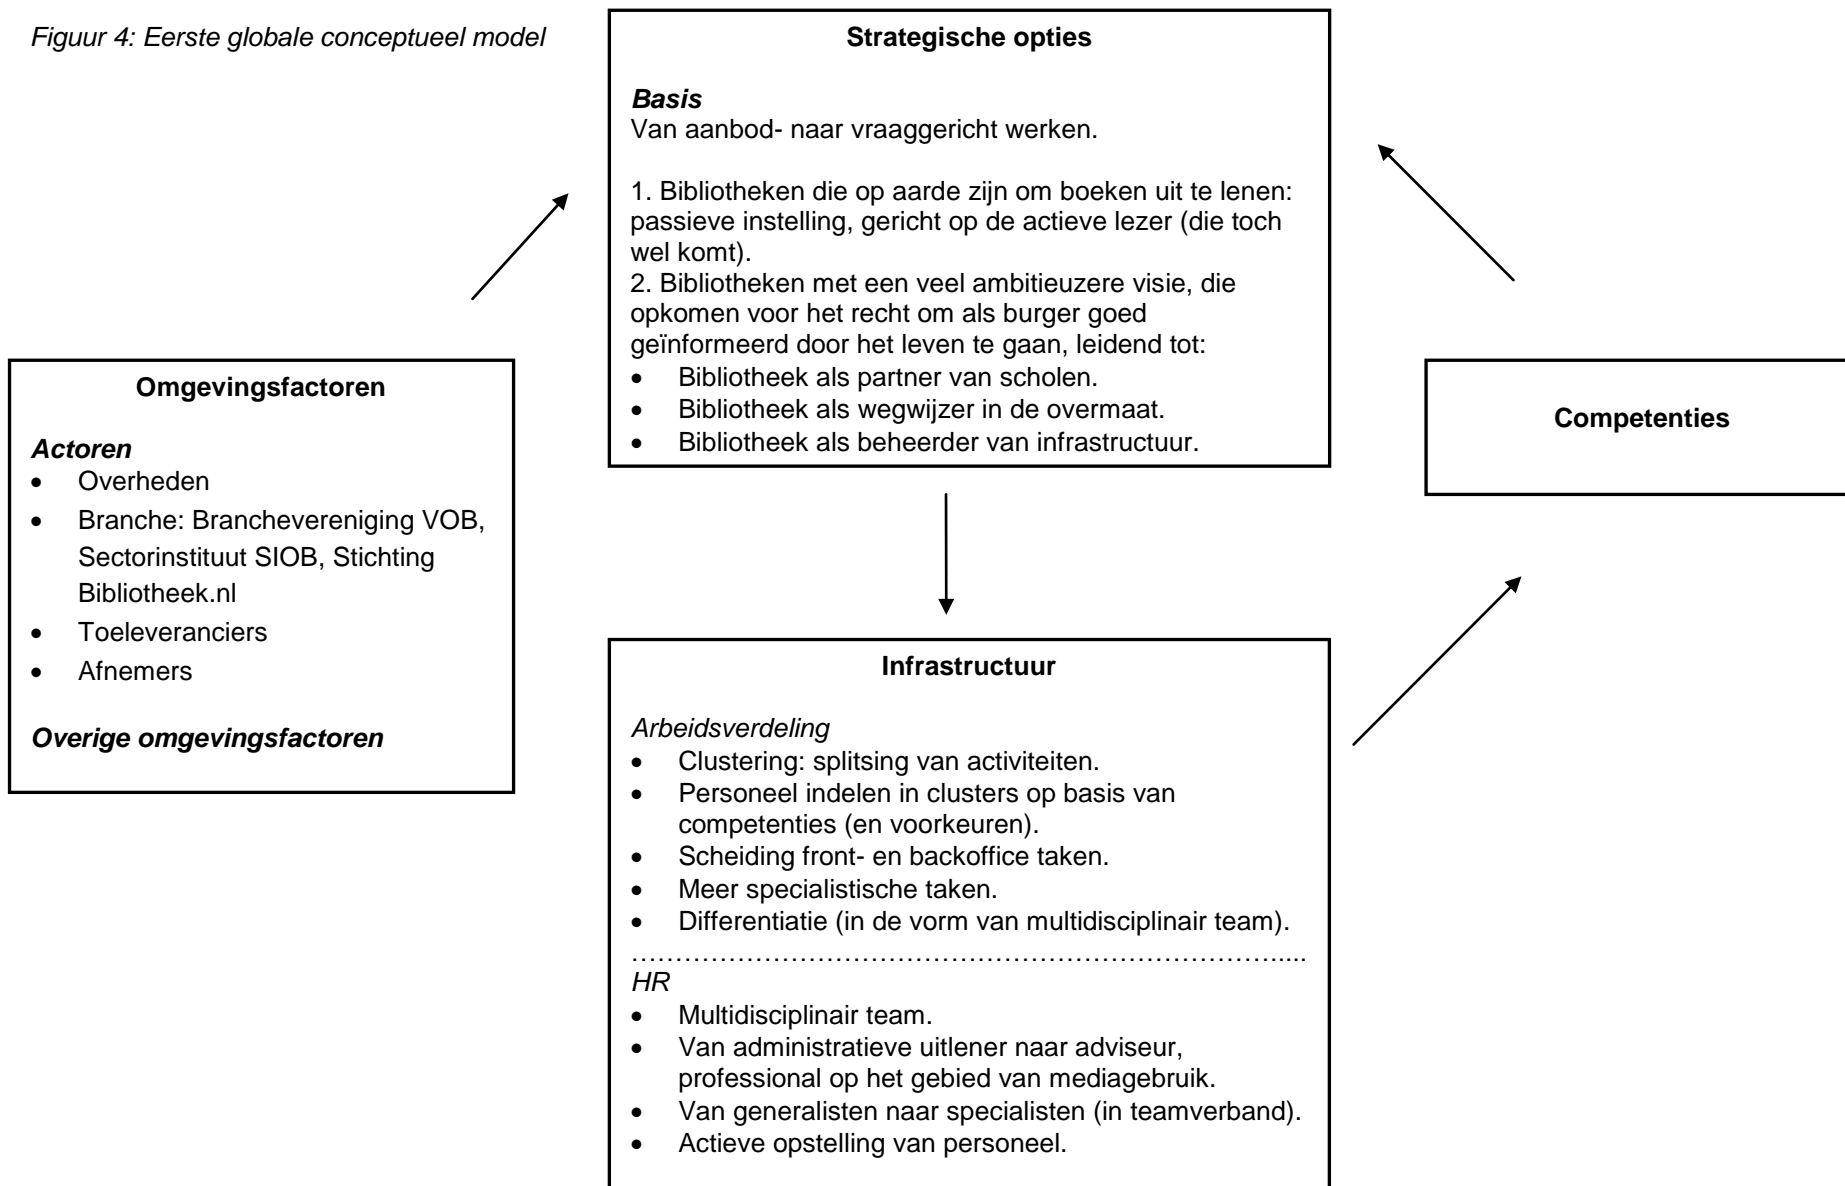 Figuur 4: Eerste globale conceptueel model
Strategische opties
Basis
Van aanbod- naar vraaggericht werken.
1. Bibliotheken die op aarde zijn om boeken uit te lenen:
passieve instelling, gericht op de actieve lezer (die toch
wel komt).
2. Bibliotheken met een veel ambitieuzere visie, die
opkomen voor het recht om als burger goed
geïnformeerd door het leven te gaan, leidend tot:
• Bibliotheek als partner van scholen.
• Bibliotheek als wegwijzer in de overmaat.
• Bibliotheek als beheerder van infrastructuur.
Omgevingsfactoren
Actoren
• Overheden
• Branche: Branchevereniging VOB,
Sectorinstituut SIOB, Stichting
Bibliotheek.nl
• Toeleveranciers
• Afnemers
Overige omgevingsfactoren
Competenties
Infrastructuur
Arbeidsverdeling
• Clustering: splitsing van activiteiten.
• Personeel indelen in clusters op basis van
competenties (en voorkeuren).
• Scheiding front- en backoffice taken.
• Meer specialistische taken.
• Differentiatie (in de vorm van multidisciplinair team).
…………………………………………………………………….....
HR
• Multidisciplinair team.
• Van administratieve uitlener naar adviseur,
professional op het gebied van mediagebruik.
• Van generalisten naar specialisten (in teamverband).
• Actieve opstelling van personeel.